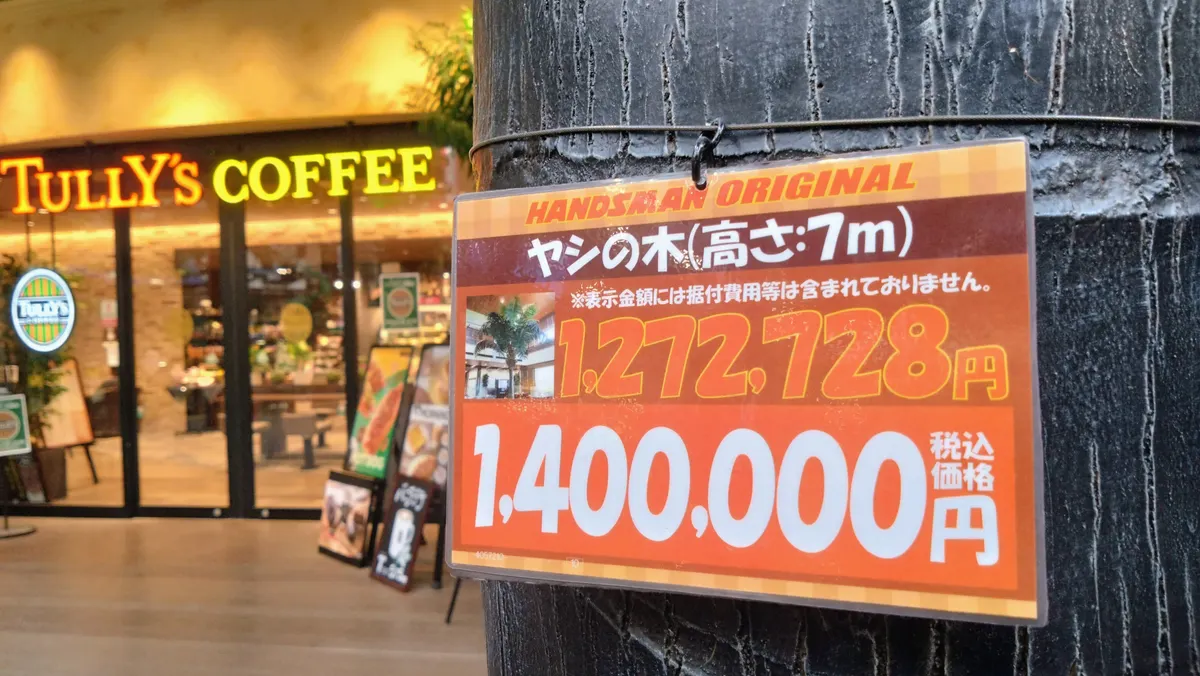 TULLY'S COFFEE
TULLY'S
HANDSMAN ORIGINAL
ヤシの木(高さ:7m)
※表示金額には据付費用等は含まれておりません。
1,272,728円
1,400,000円
税込
価格